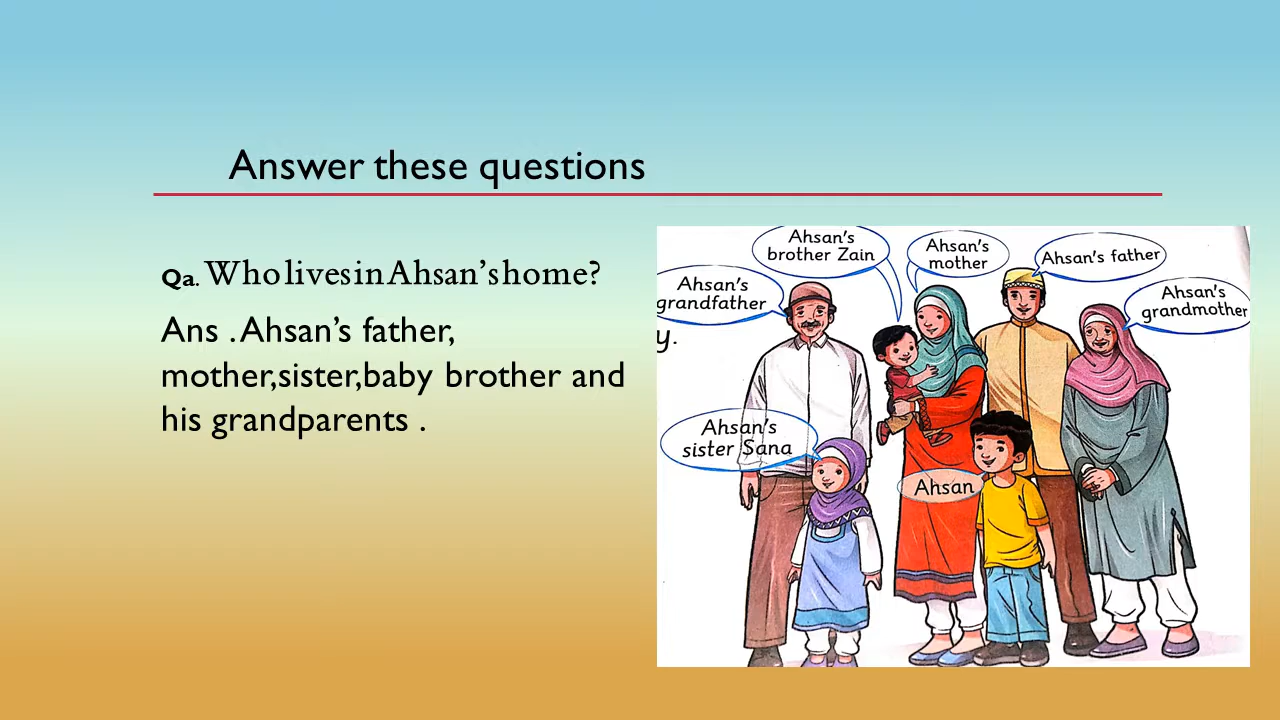 Answer these questions
Qa. Who lives in Ahsan's home?
Ans . Ahsan's father,
mother,sister,baby brother and
his grandparents .
Ahsan's
brother Zain
Ahsan's
mother
Ahsan's father
Ahsan's
grandfather
Ahsan's
grandmother
y.
Ahsan's
sister Sana
Ahsan